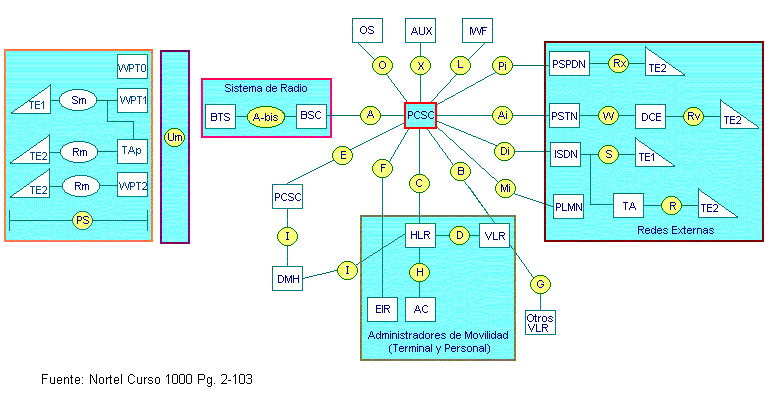 OS
AUX
IWF
O
X
L
Pi
PSPDN
Rx
TE2
WPT0
TE1
Sm
WPT1
TE2
Rm
TAp
TE2
Rm
WPT2
PS
Um
Sistema de Radio
BTS
A-bis
BSC
A
PCSC
Ai
PSTN
W
DCE
Rv
TE2
Di
ISDN
S
TE1
Mi
PLMN
TA
R
TE2
Redes Externas
E
F
C
B
PCSC
I
DMH
I
HLR
D
VLR
H
G
EIR
AC
Otros
VLR
Administradores de Movilidad
(Terminal y Personal)
Fuente: Nortel Curso 1000 Pg. 2-103